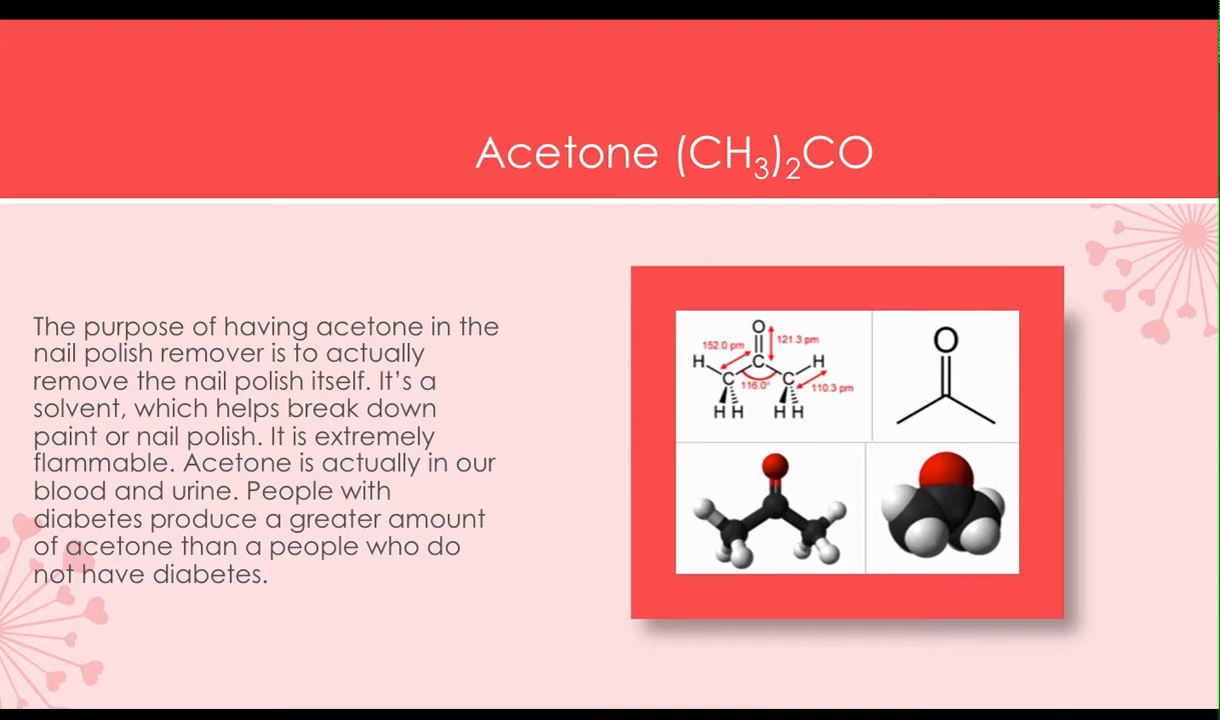 Acetone (CH₃)₂CO
The purpose of having acetone in the
nail polish remover is to actually
remove the nail polish itself. It’s a
solvent, which helps break down
paint or nail polish. It is extremely
flammable. Acetone is actually in our
blood and urine. People with
diabetes produce a greater amount
of acetone than a people who do
not have diabetes.
O
152.0 pm
121.3 pm
H C H
C C
116.0°
110.3 pm
H H H H
O